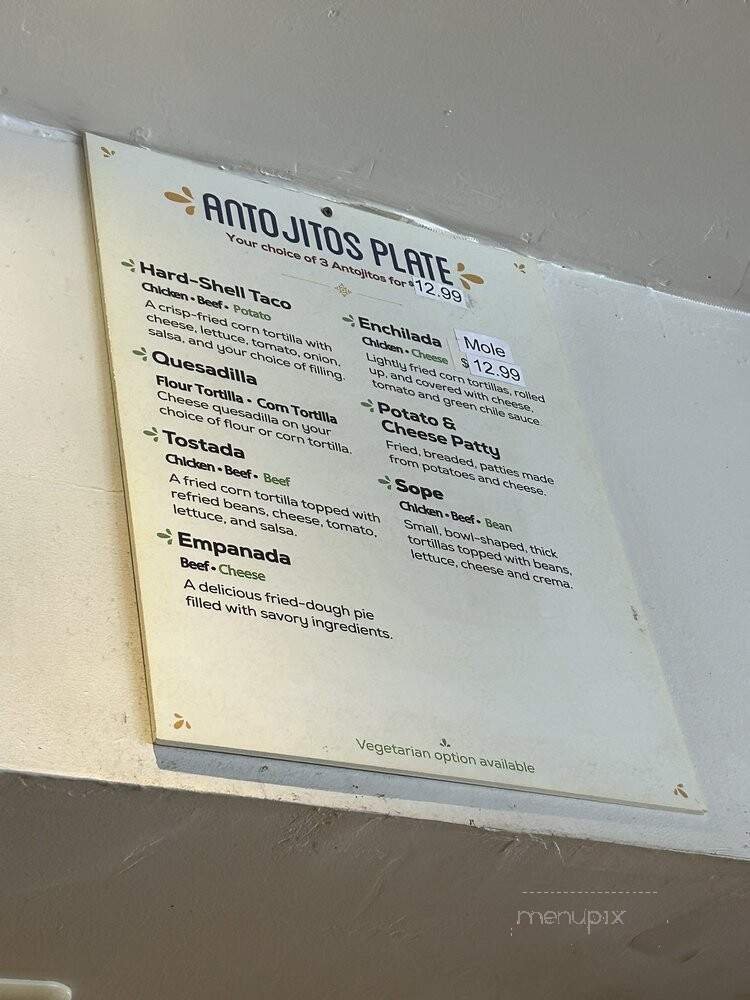 ANTOJITOS PLATE
Your choice of 3 Antojitos for $12.99
Hard-Shell Taco
Chicken • Beef • Potato
A crisp-fried corn tortilla with
cheese, lettuce, tomato, onion,
salsa, and your choice of filling.
Quesadilla
Flour Tortilla • Corn Tortilla
Cheese quesadilla on your
choice of flour or corn tortilla.
Tostada
Chicken • Beef • Beef
A fried corn tortilla topped with
refried beans, cheese, tomato,
lettuce, and salsa.
Empanada
Beef • Cheese
A delicious fried-dough pie
filled with savory ingredients.
Enchilada
Chicken • Cheese
Mole
$12.99
Lightly fried corn tortillas, rolled
up, and covered with cheese,
tomato and green chile sauce.
Potato &
Cheese Patty
Fried, breaded, patties made
from potatoes and cheese.
Sope
Chicken • Beef • Bean
Small, bowl-shaped, thick
tortillas topped with beans,
lettuce, cheese and crema.
Vegetarian option available
menupix